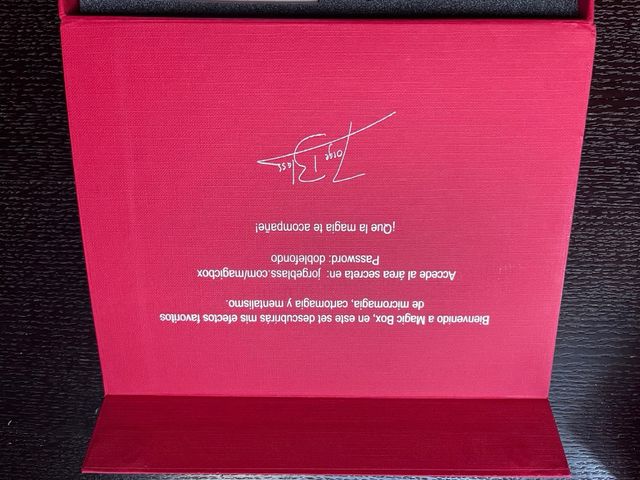 Bienvenido a Magic Box, en este set descubrirás mis efectos favoritos
de micromagia, cartomagia y mentalismo.
Accede al área secreta en: jorgeblass.com/magicbox
Password: doblefondo
¡Que la magia te acompañe!
Jorge Blass